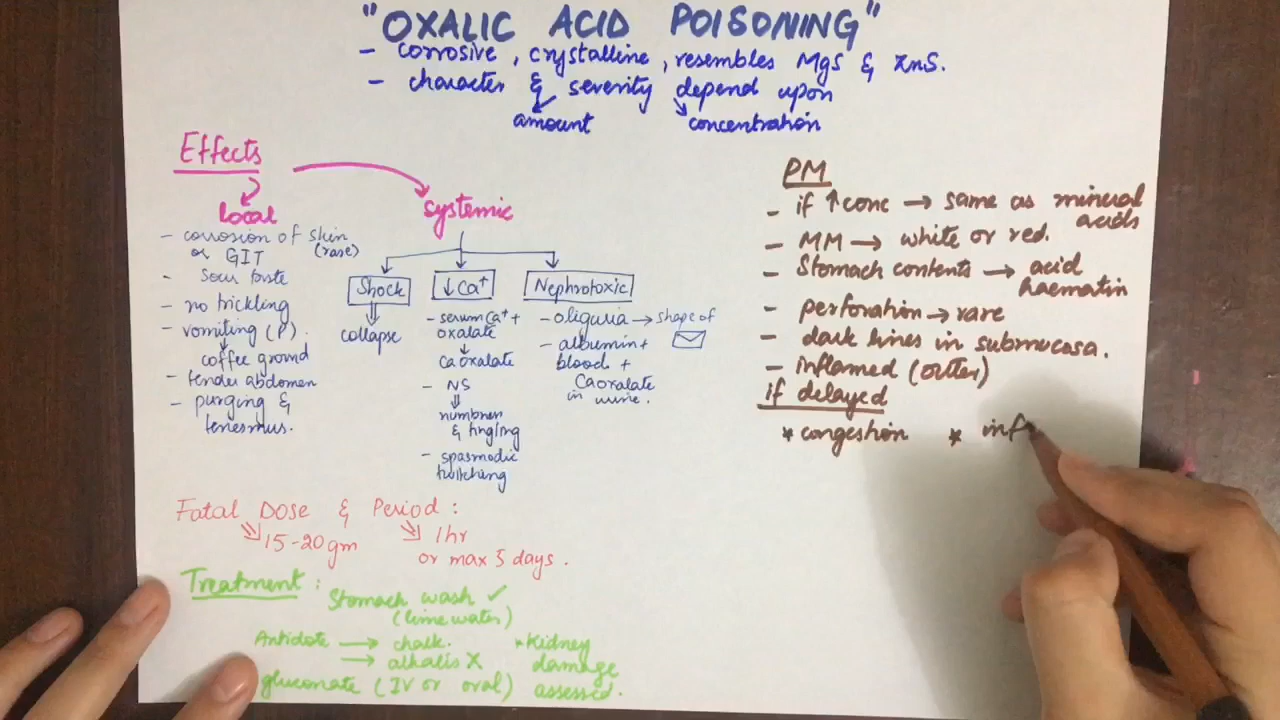 "OXALIC ACID POISONING"
- corrosive, crystalline, resembles MgS & ZnS.
- character & severity depend upon
amount
concentration
Effects
local
- corrosion of skin
or GIT (rare)
- Sour taste
- no trickling
- vomiting (P).
coffee ground
- tender abdomen
- purging &
tenesmus.
systemic
Shock
collapse
↓ Ca+
- serum Ca+ +
oxalate
↓
Ca oxalate
- NS
⇓
numbness
& tingling
- spasmodic
twitching
Nephrotoxic
- oliguria → shape of
- albumin +
blood +
Ca oxalate
in urine.
Fatal Dose & Period :
15-20 gm
1hr
or max 5 days.
Treatment :
Stomach wash ✓
(lime water)
Antidote → chalk.
→ alkalis X
gluconate (IV or oral)
* Kidney
damage
assessed.
PM
- if ↑ conc → same as mineral
acids
- MM → white or red.
- Stomach contents → acid
haematin
- perforation → rare
- dark lines in submucosa.
- inflamed (outer)
if delayed
* congestion * inf